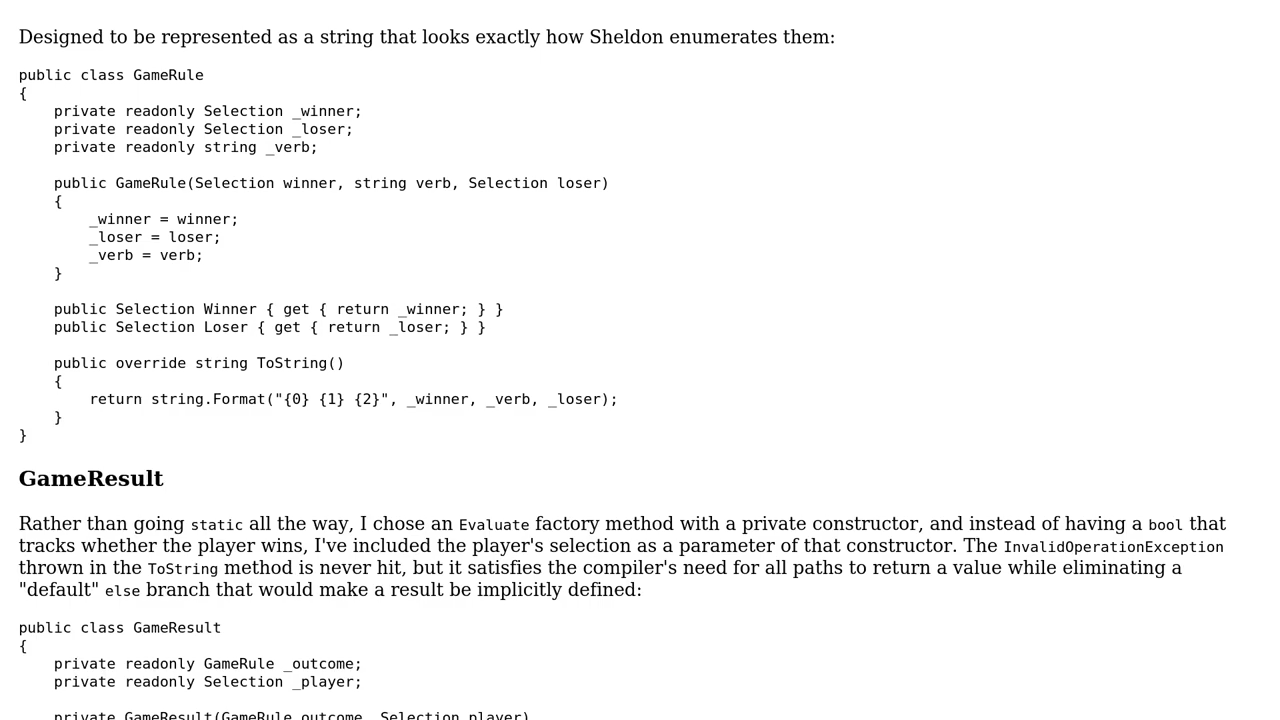 Designed to be represented as a string that looks exactly how Sheldon enumerates them:
public class GameRule
{
    private readonly Selection _winner;
    private readonly Selection _loser;
    private readonly string _verb;

    public GameRule(Selection winner, string verb, Selection loser)
    {
        _winner = winner;
        _loser = loser;
        _verb = verb;
    }

    public Selection Winner { get { return _winner; } }
    public Selection Loser { get { return _loser; } }

    public override string ToString()
    {
        return string.Format("{0} {1} {2}", _winner, _verb, _loser);
    }
}
GameResult
Rather than going static all the way, I chose an Evaluate factory method with a private constructor, and instead of having a bool that
tracks whether the player wins, I've included the player's selection as a parameter of that constructor. The InvalidOperationException
thrown in the ToString method is never hit, but it satisfies the compiler's need for all paths to return a value while eliminating a
"default" else branch that would make a result be implicitly defined:
public class GameResult
{
    private readonly GameRule _outcome;
    private readonly Selection _player;

    private GameResult(GameRule outcome, Selection player)